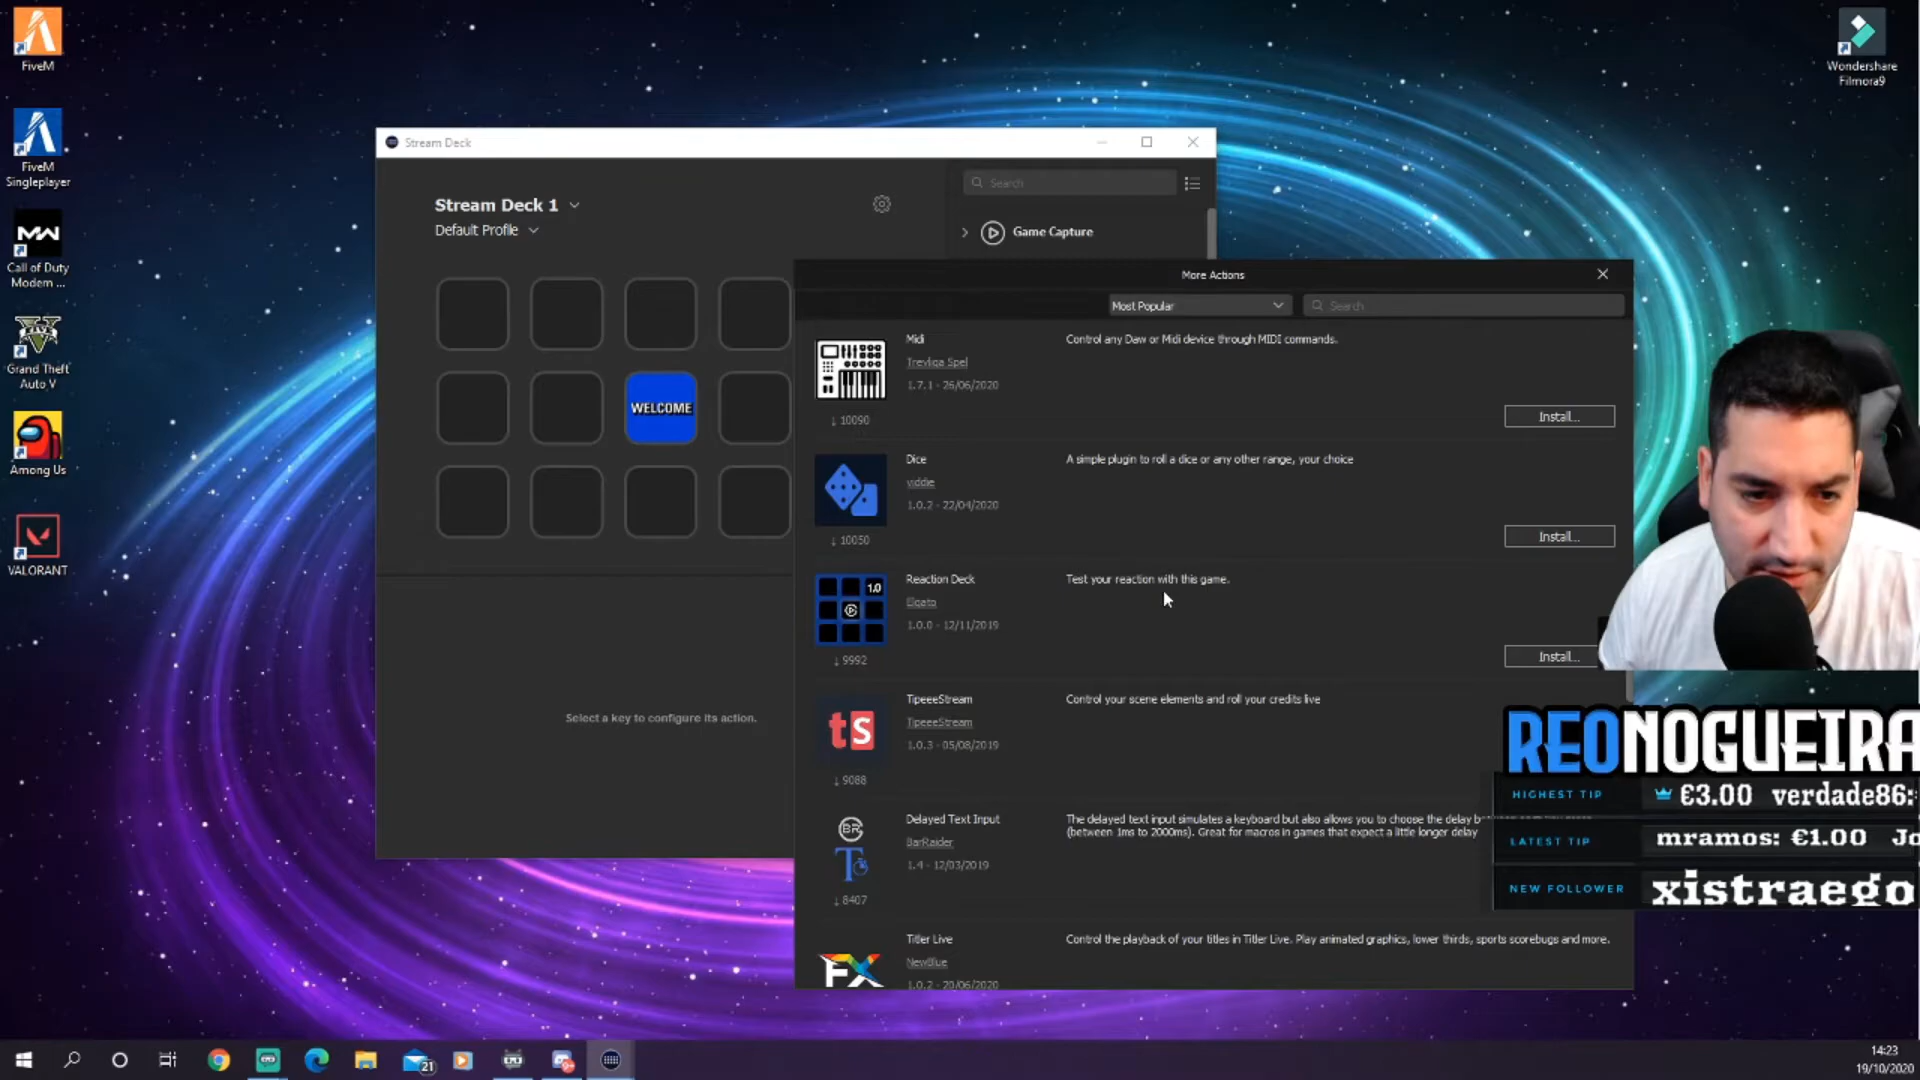 FiveM
FiveM
Singleplayer
Call of Duty
Modern ...
Grand Theft
Auto V
Among Us
VALORANT
Wondershare
Filmora9
Stream Deck
Stream Deck 1
Default Profile
Search
Game Capture
WELCOME
Select a key to configure its action.
More Actions
Most Popular
Search
Midi
Trevliga Spel
1.7.1 - 26/06/2020
↓ 10090
Control any Daw or Midi device through MIDI commands.
Install...
Dice
yiddie
1.0.2 - 22/04/2020
↓ 10050
A simple plugin to roll a dice or any other range, your choice
Install...
1.0
Reaction Deck
Elgato
1.0.0 - 12/11/2019
↓ 9992
Test your reaction with this game.
Install...
ts
TipeeeStream
TipeeeStream
1.0.3 - 05/08/2019
↓ 9088
Control your scene elements and roll your credits live
BR
T
Delayed Text Input
BarRaider
1.4 - 12/03/2019
↓ 8407
The delayed text input simulates a keyboard but also allows you to choose the delay
(between 1ms to 2000ms). Great for macros in games that expect a little longer delay
FX
Titler Live
NewBlue
1.0.2 - 20/06/2020
Control the playback of your titles in Titler Live. Play animated graphics, lower thirds, sports scorebugs and more.
REONOGUEIRA
HIGHEST TIP €3.00 verdade86:
LATEST TIP mramos: €1.00 Jo
NEW FOLLOWER xistraego
21
9+
14:23
19/10/2020